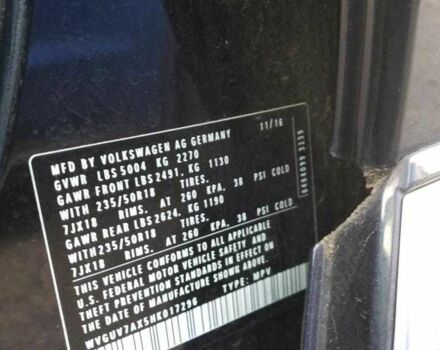 MFD BY VOLKSWAGEN AG GERMANY 11/16
GVWR LBS 5004 KG 2270
GAWR FRONT LBS 2491, KG 1130
WITH 235/50R18 TIRES.
7JX18 RIMS. AT 260 KPA. 38 PSI COLD
GAWR REAR LBS 2624. KG 1190
WITH 235/50R18 TIRES.
7JX18 RIMS. AT 260 KPA. 38 PSI COLD
THIS VEHICLE CONFORMS TO ALL APPLICABLE
U.S. FEDERAL MOTOR VEHICLE SAFETY AND
THEFT PREVENTION STANDARDS IN EFFECT ON
THE DATE OF MANUFACTURE SHOWN ABOVE.
WVGUV7AX5HK017296 TYPE: MPV